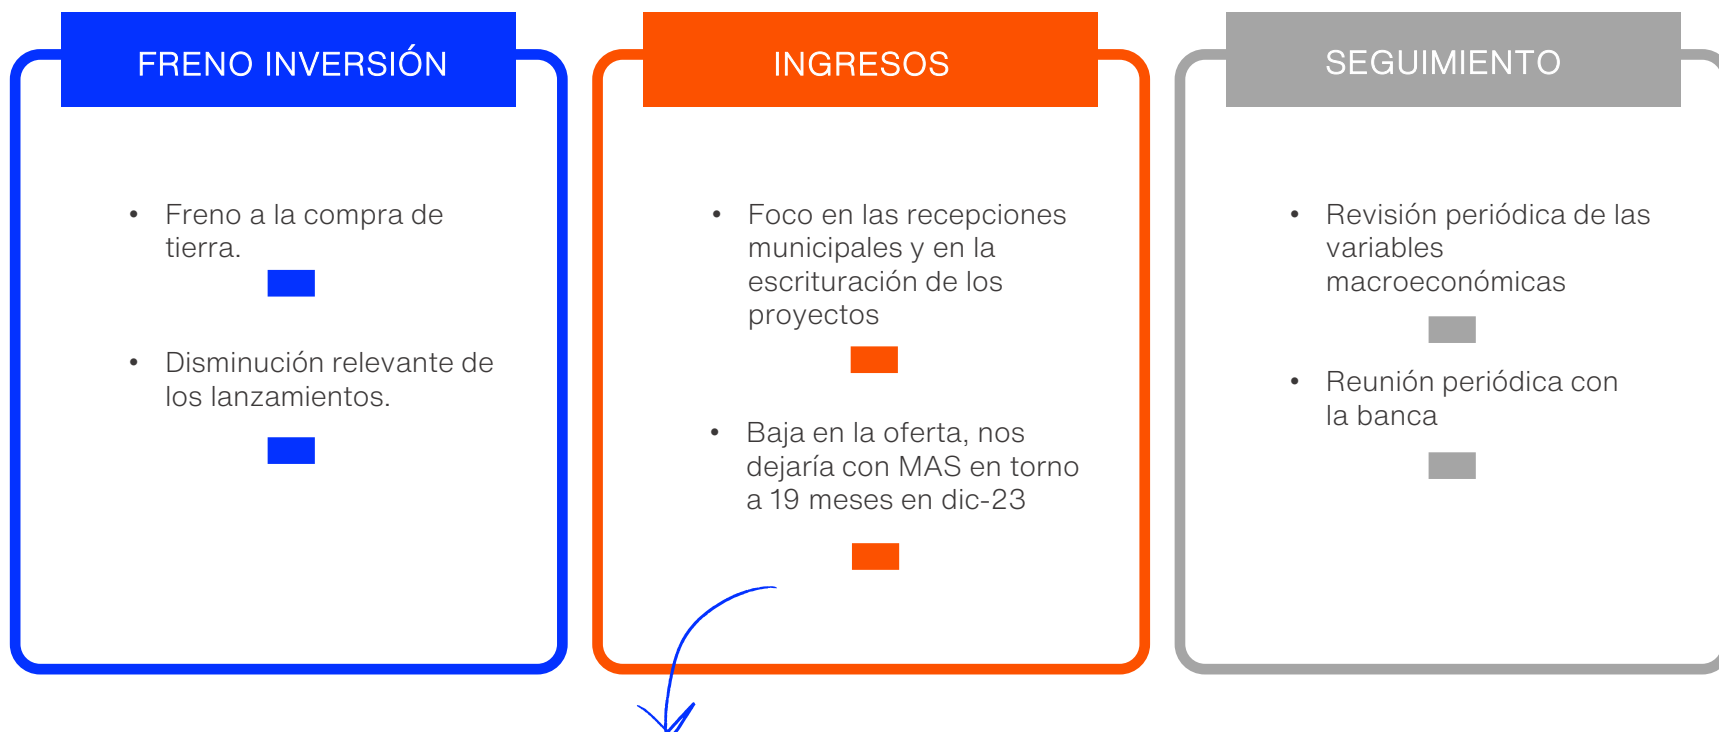 FRENO INVERSIÓN
• Freno a la compra de
tierra.
• Disminución relevante de
los lanzamientos.
INGRESOS
• Foco en las recepciones
municipales y en la
escrituración de los
proyectos
• Baja en la oferta, nos
dejaría con MAS en torno
a 19 meses en dic-23
SEGUIMIENTO
• Revisión periódica de las
variables
macroeconómicas
• Reunión periódica con
la banca